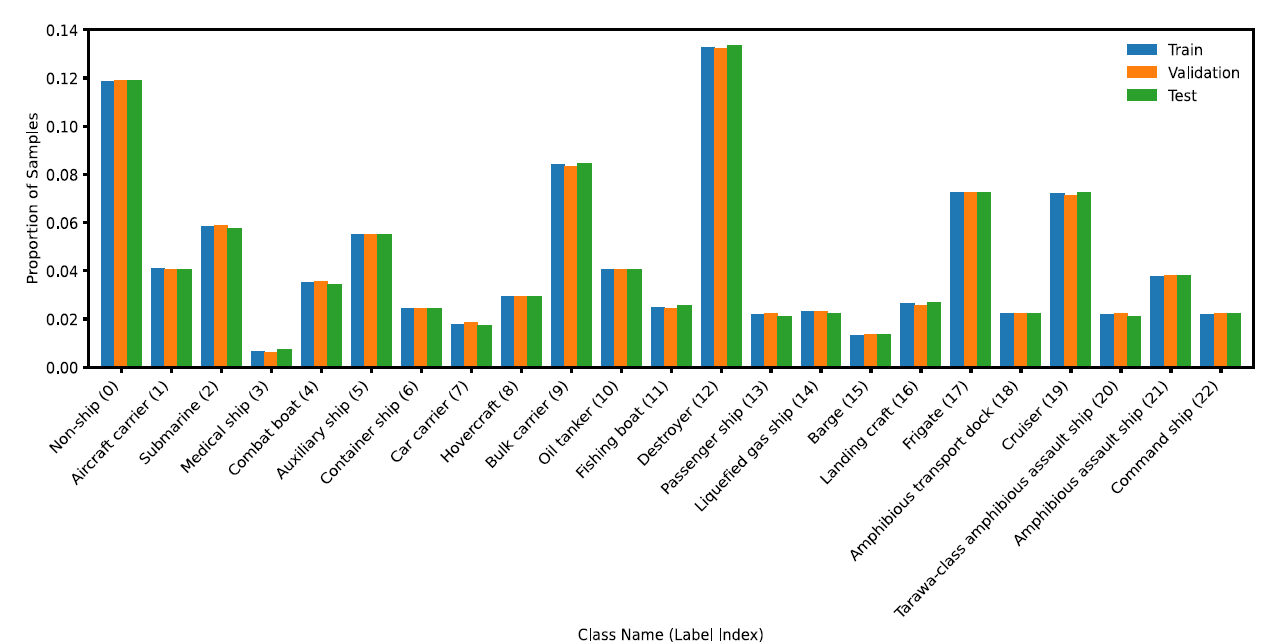 0.14
0.12
0.10
0.08
0.06
0.04
0.02
0.00
Proportion of Samples
Train
Validation
Test
Non-ship (0)
Aircraft carrier (1)
Submarine (2)
Medical ship (3)
Combat boat (4)
Auxiliary ship (5)
Container ship (6)
Car carrier (7)
Hovercraft (8)
Bulk carrier (9)
Oil tanker (10)
Fishing boat (11)
Destroyer (12)
Passenger ship (13)
Liquefied gas ship (14)
Barge (15)
Landing craft (16)
Frigate (17)
Amphibious transport dock (18)
Cruiser (19)
Tarawa-class amphibious assault ship (20)
Amphibious assault ship (21)
Command ship (22)
Class Name (Label Index)